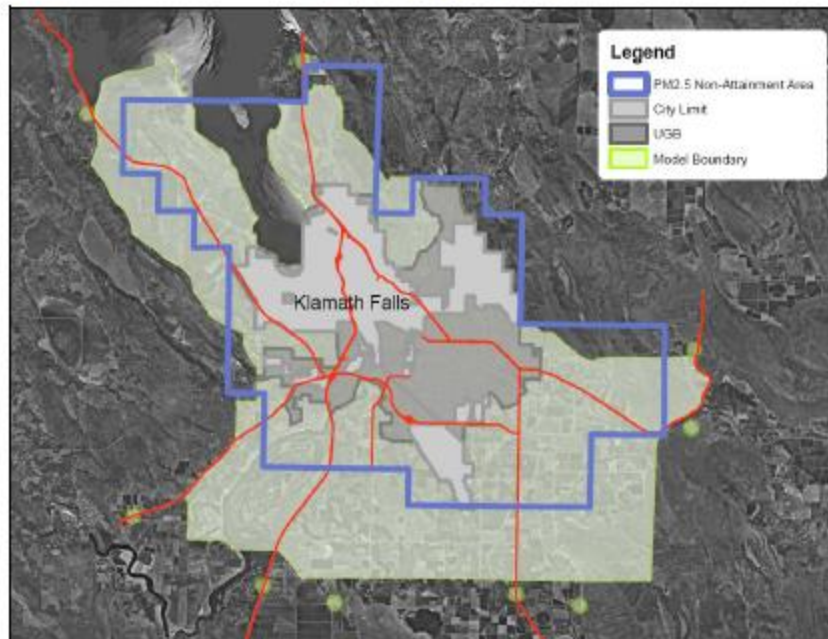 Legend
PM2.5 Non-Attainment Area
City Limit
UGB
Model Boundary
Klamath Falls